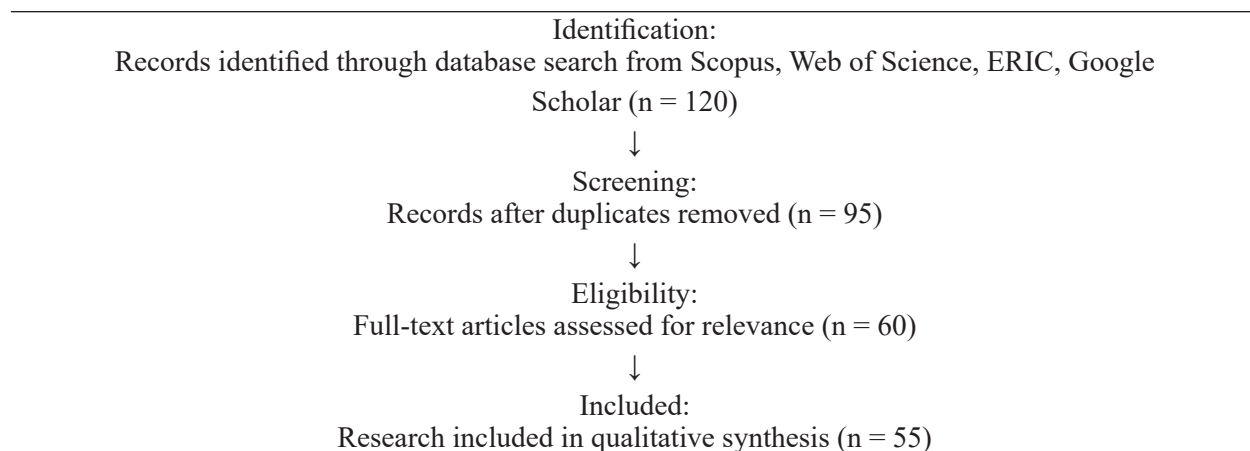 Identification:
Records identified through database search from Scopus, Web of Science, ERIC, Google
Scholar (n = 120)
↓
Screening:
Records after duplicates removed (n = 95)
↓
Eligibility:
Full-text articles assessed for relevance (n = 60)
↓
Included:
Research included in qualitative synthesis (n = 55)